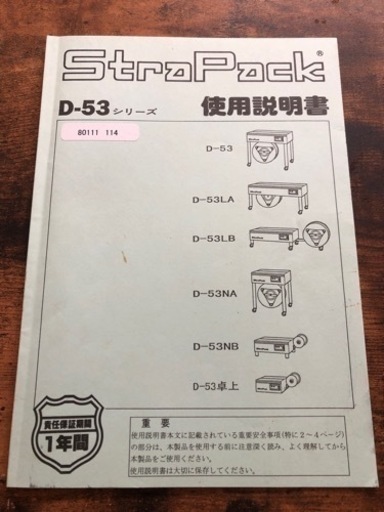 StraPack®
D-53シリーズ 使用説明書
80111 114
D-53
D-53LA
D-53LB
D-53NA
D-53NB
D-53卓上
責任保証期間
1年間
重要
使用説明書本文に記載されている重要安全事項(特に2～4ページ)
の部分は、本製品を使用する前に注意深く読み、よく理解してから
本製品をご使用ください。
使用説明書は大切に保存してください。